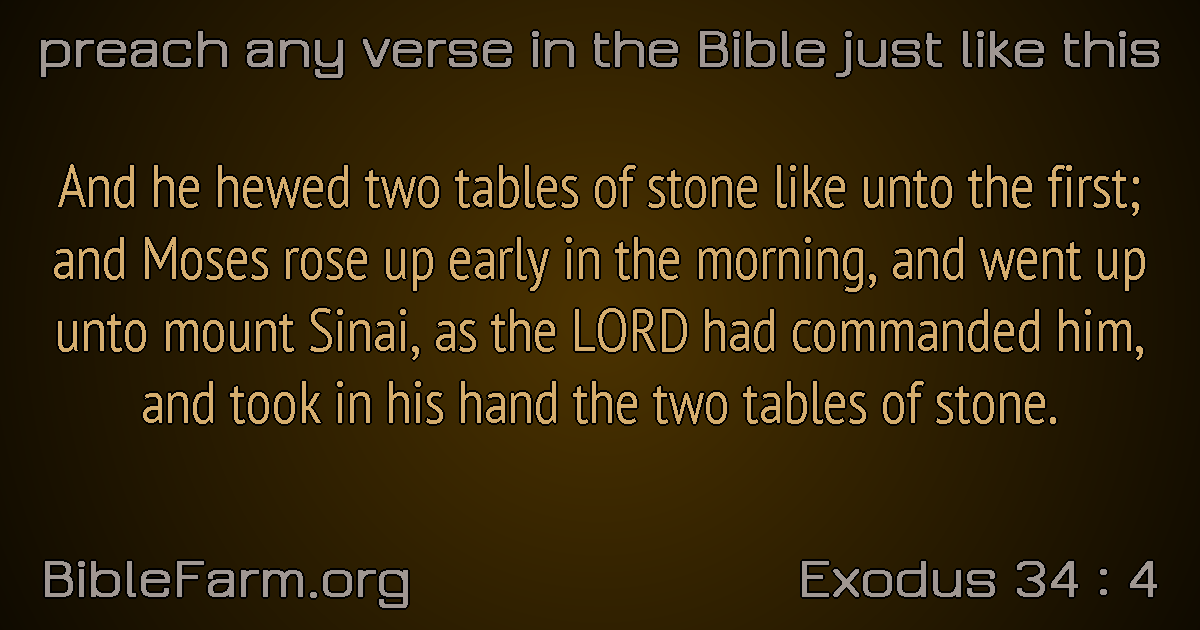 preach any verse in the Bible just like this
And he hewed two tables of stone like unto the first;
and Moses rose up early in the morning, and went up
unto mount Sinai, as the LORD had commanded him,
and took in his hand the two tables of stone.
BibleFarm.org
Exodus 34 : 4